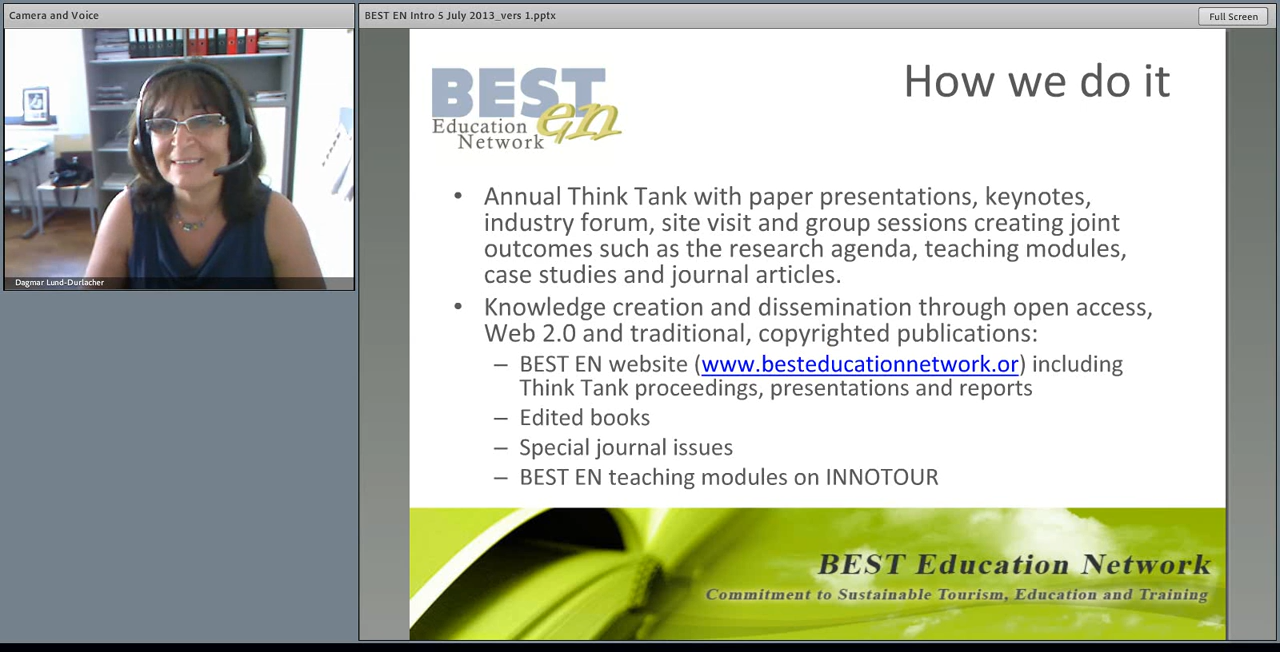 Camera and Voice
Dagmar Lund-Durlacher
BEST EN Intro 5 July 2013_vers 1.pptx
Full Screen
BEST
en
Education
Network
How we do it
• Annual Think Tank with paper presentations, keynotes,
industry forum, site visit and group sessions creating joint
outcomes such as the research agenda, teaching modules,
case studies and journal articles.
• Knowledge creation and dissemination through open access,
Web 2.0 and traditional, copyrighted publications:
– BEST EN website (www.besteducationnetwork.or) including
Think Tank proceedings, presentations and reports
– Edited books
– Special journal issues
– BEST EN teaching modules on INNOTOUR
BEST Education Network
Commitment to Sustainable Tourism, Education and Training